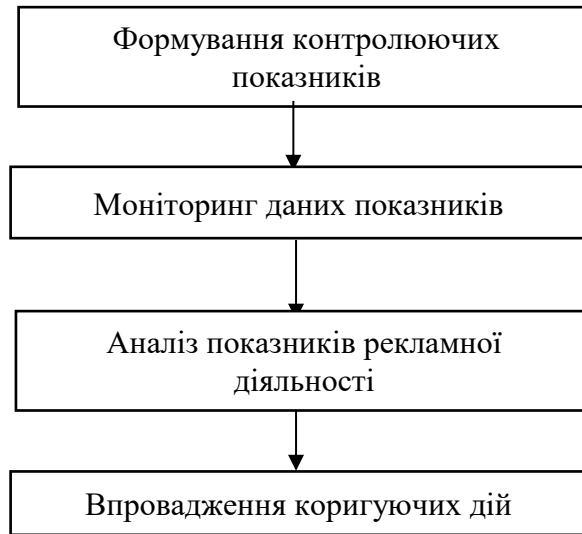 Формування контролюючих
показників
Моніторинг даних показників
Аналіз показників рекламної
діяльності
Впровадження коригуючих дій